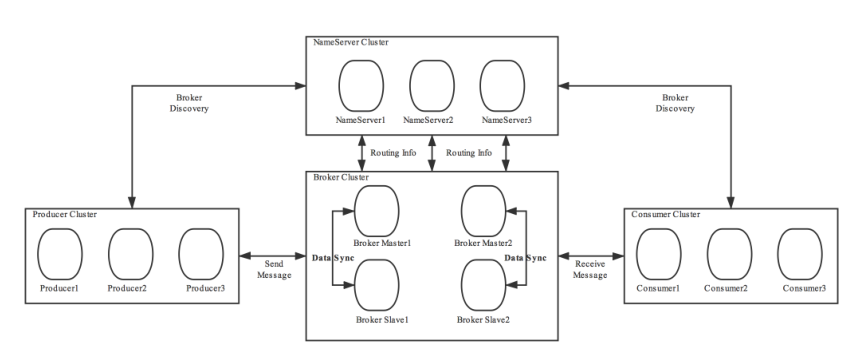 NameServer Cluster
NameServer1
NameServer2
NameServer3
Broker
Discovery
Broker
Discovery
Routing Info
Routing Info
Broker Cluster
Broker Master1
Broker Master2
Data Sync
Data Sync
Broker Slave1
Broker Slave2
Producer Cluster
Producer1
Producer2
Producer3
Send
Message
Receive
Message
Consumer Cluster
Consumer1
Consumer2
Consumer3